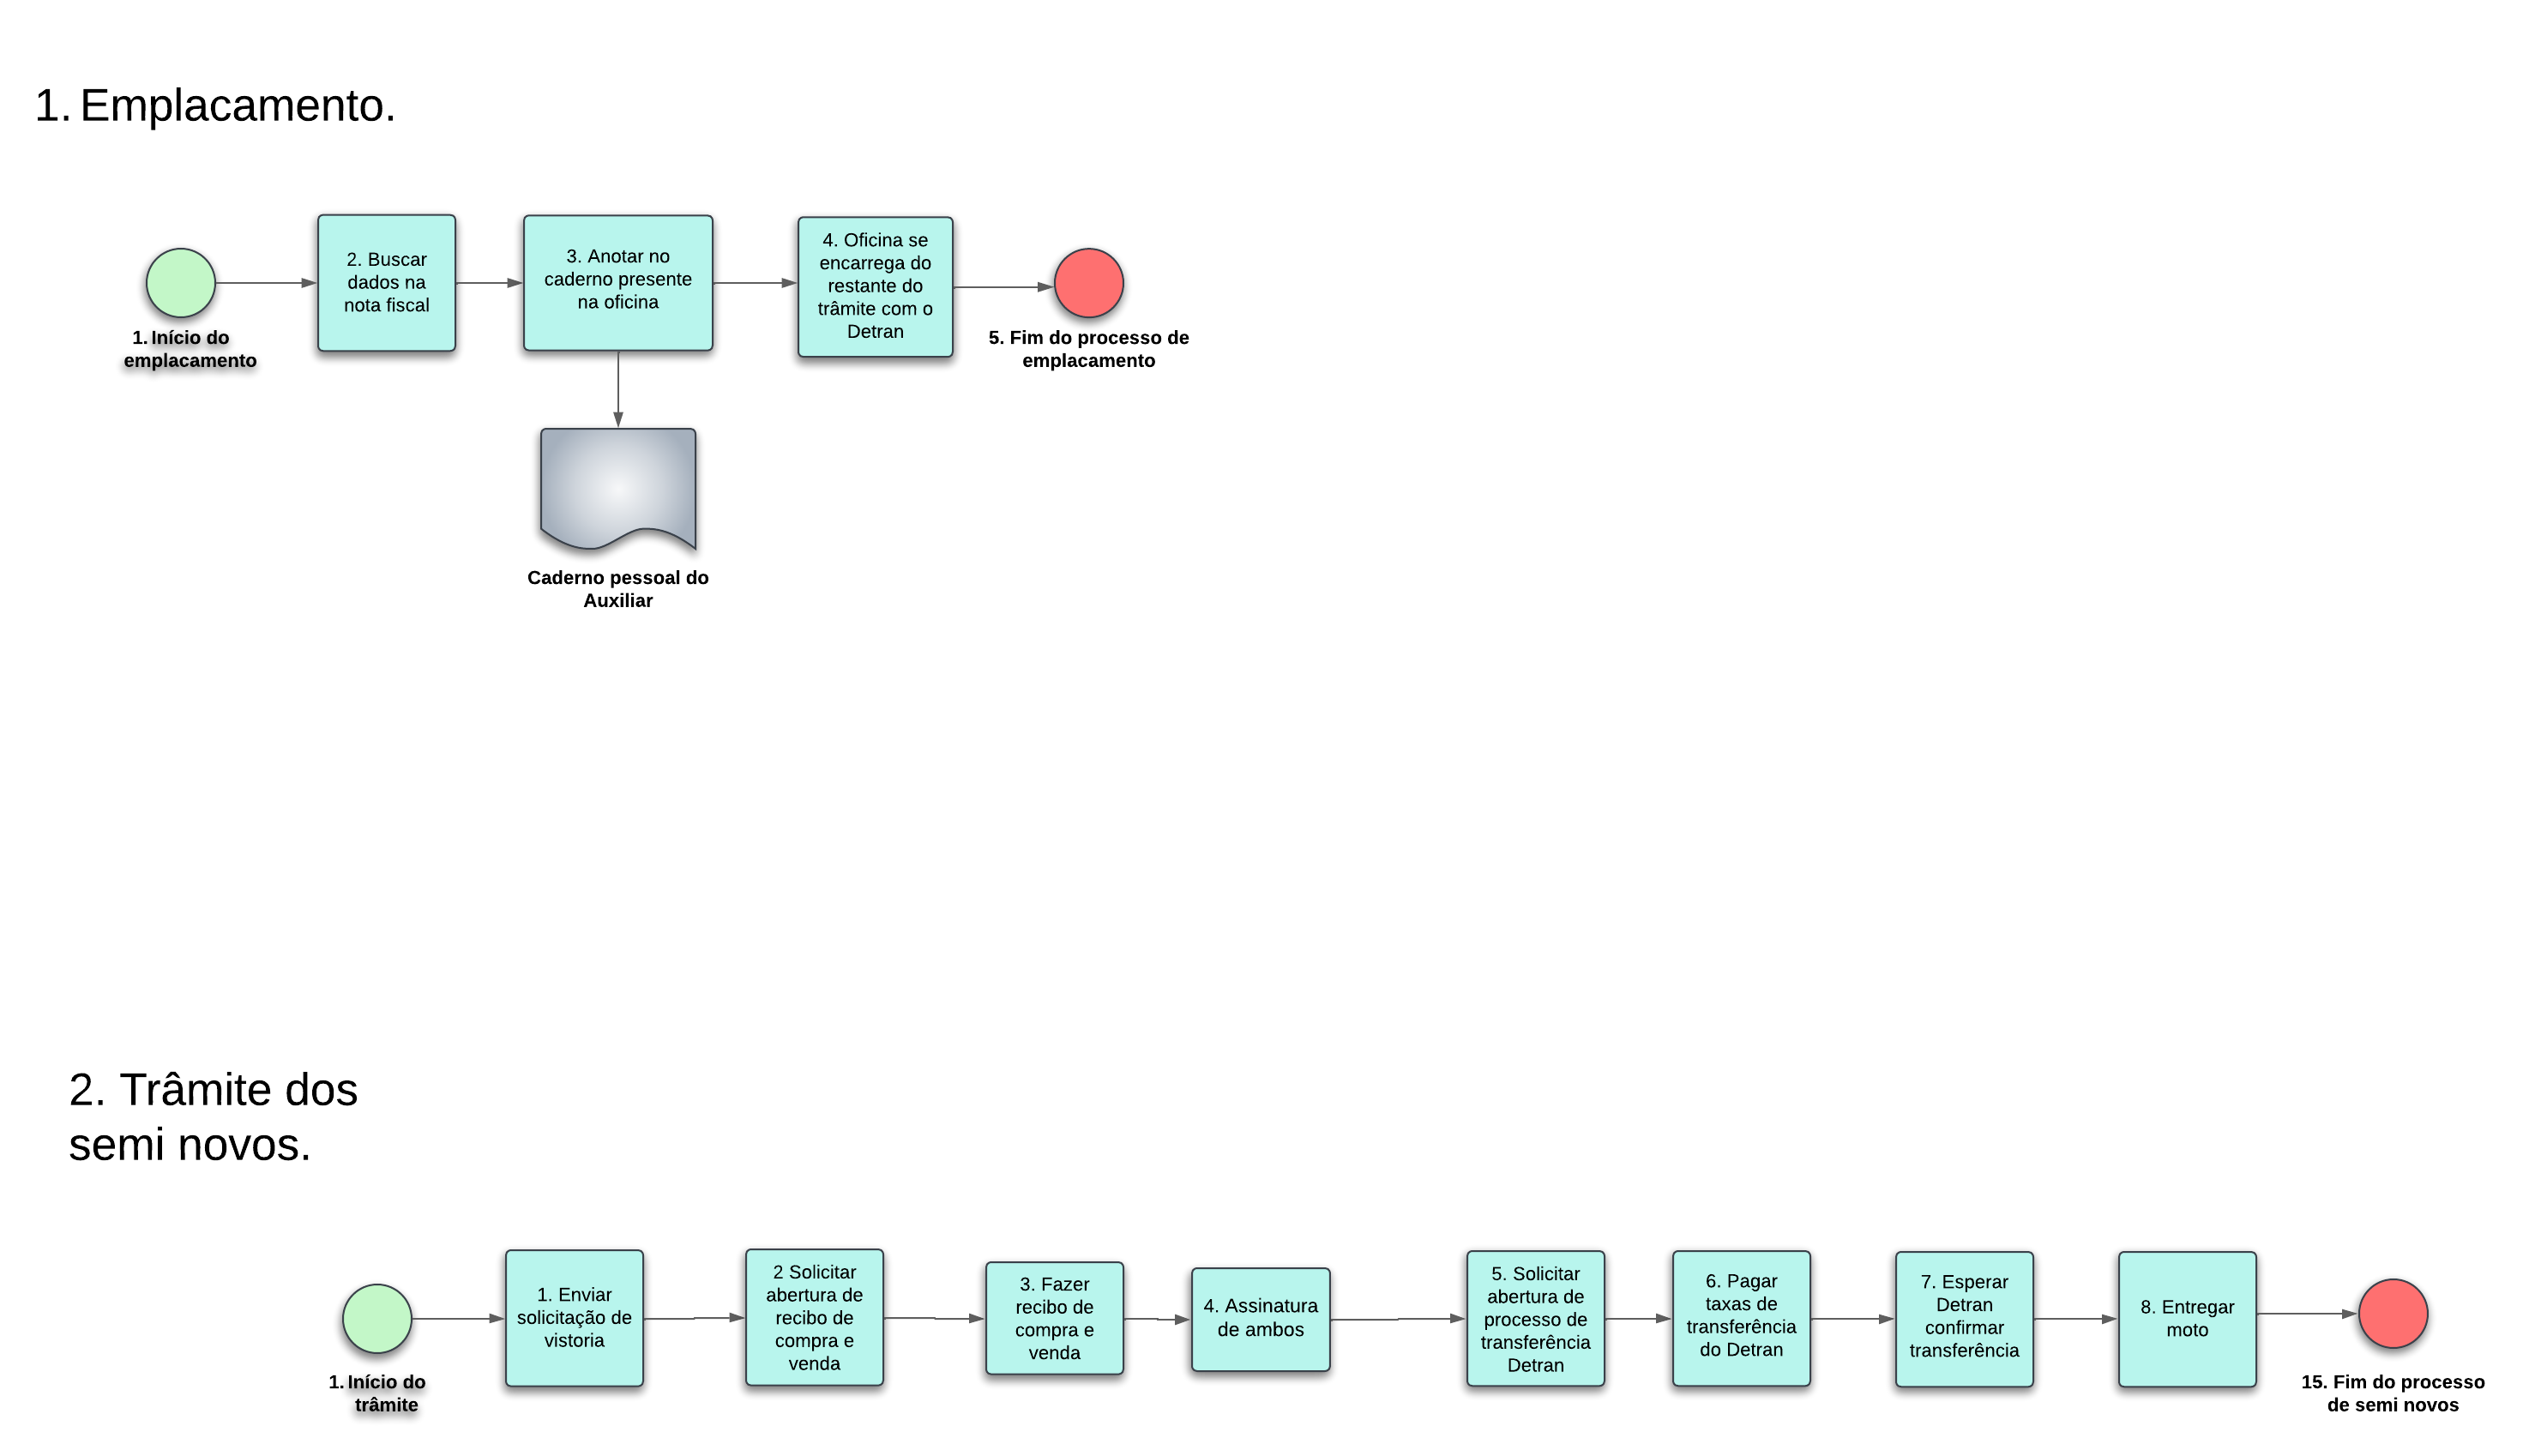 1. Emplacamento.
2. Buscar
dados na
nota fiscal
3. Anotar no
caderno presente
na oficina
4. Oficina se
encarrega do
restante do
trâmite com o
Detran
1. Início do
emplacamento
5. Fim do processo de
emplacamento
Caderno pessoal do
Auxiliar
2. Trâmite dos
semi novos.
1. Enviar
solicitação de
vistoria
2 Solicitar
abertura de
recibo de
compra e
venda
3. Fazer
recibo de
compra e
venda
4. Assinatura
de ambos
5. Solicitar
abertura de
processo de
transferência
Detran
6. Pagar
taxas de
transferência
do Detran
7. Esperar
Detran
confirmar
transferência
8. Entregar
moto
1. Início do
trâmite
15. Fim do processo
de semi novos